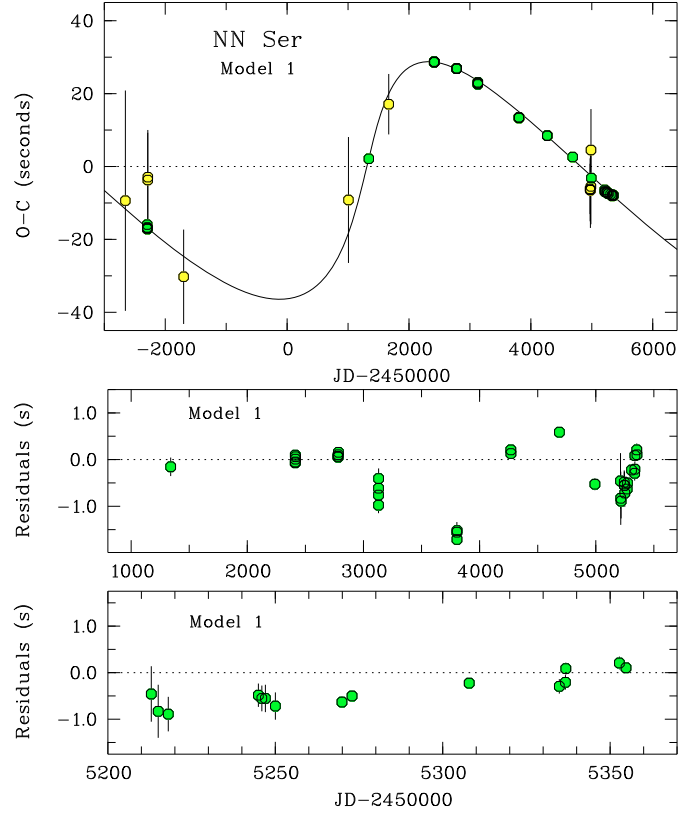 40
NN Ser
Model 1
20
O-C (seconds)
0
-20
-40
-2000 0 2000 4000 6000
JD-2450000
1.0
Model 1
Residuals (s)
0.0
-1.0
1000 2000 3000 4000 5000
1.0
Model 1
Residuals (s)
0.0
-1.0
5200 5250 5300 5350
JD-2450000